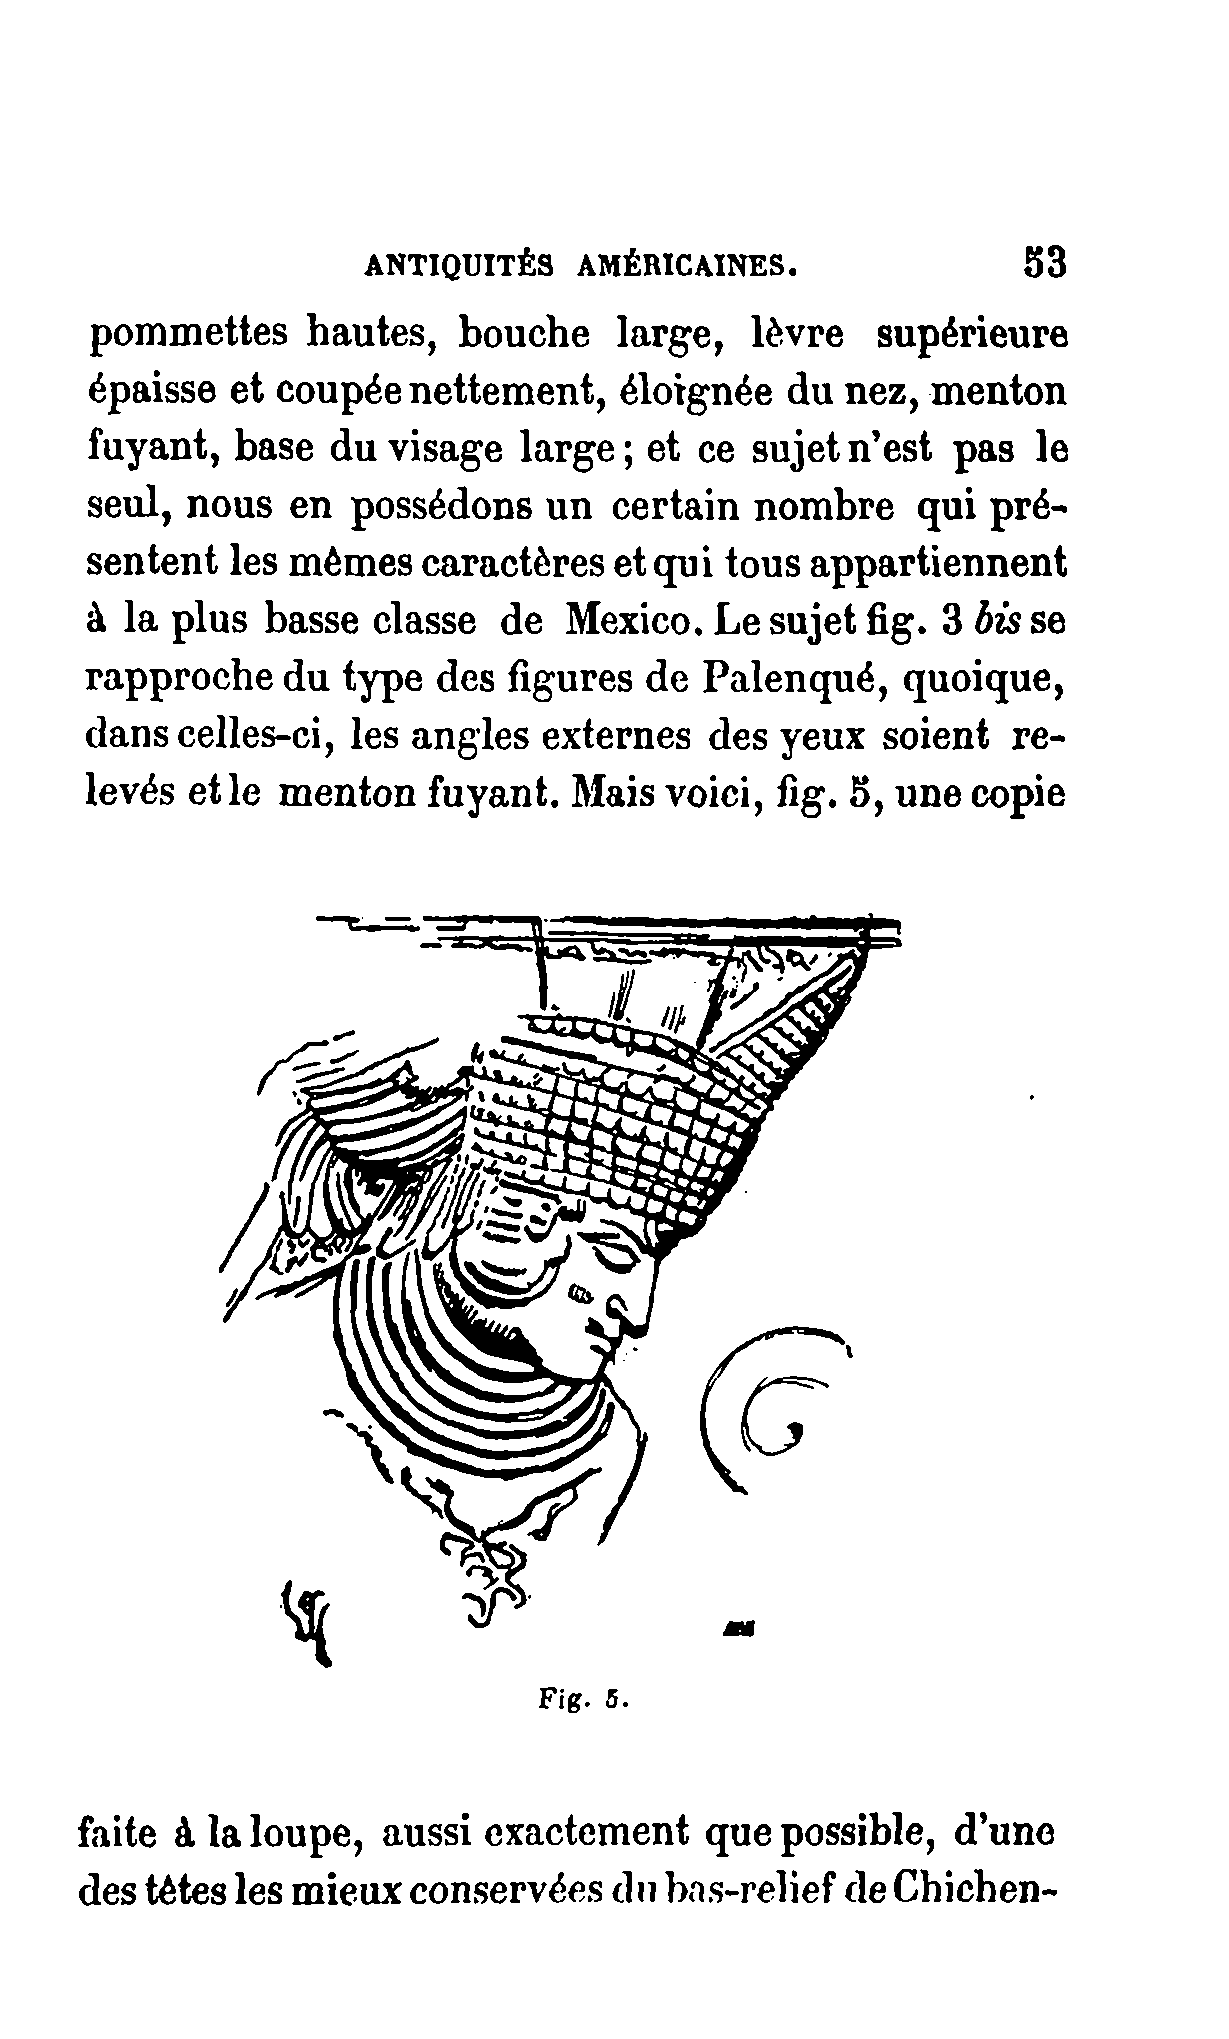 ANTIQUITÉS AMÉRICAINES. 53
pommettes hautes, bouche large, lèvre supérieure
épaisse et coupée nettement, éloignée du nez, menton
fuyant, base du visage large; et ce sujet n'est pas le
seul, nous en possédons un certain nombre qui pré-
sentent les mêmes caractères et qui tous appartiennent
à la plus basse classe de Mexico. Le sujet fig. 3 bis se
rapproche du type des figures de Palenqué, quoique,
dans celles-ci, les angles externes des yeux soient re-
levés et le menton fuyant. Mais voici, fig. 5, une copie
Fig. 5.
faite à la loupe, aussi exactement que possible, d'une
des têtes les mieux conservées du bas-relief de Chichen-